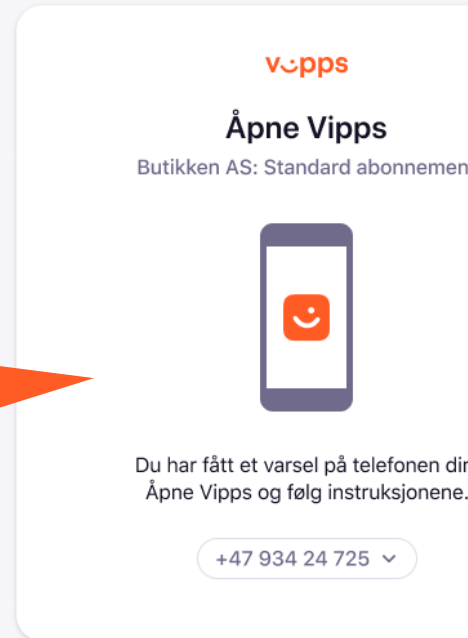 vipps
Åpne Vipps
Butikken AS: Standard abonnemen
Du har fått et varsel på telefonen din
Åpne Vipps og følg instruksjonene.
+47 934 24 725